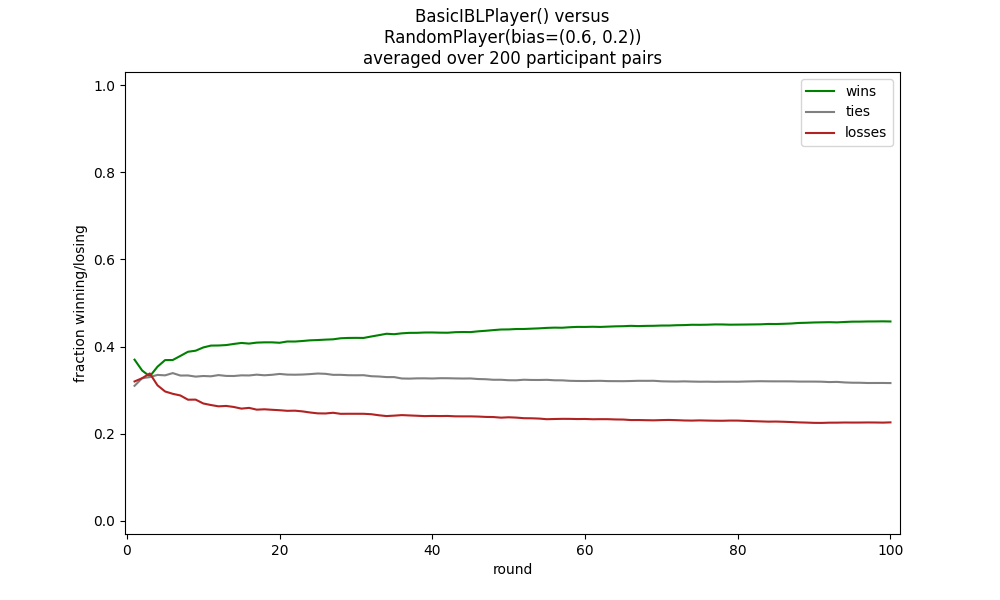 BasicIBLPlayer() versus
RandomPlayer(bias=(0.6, 0.2))
averaged over 200 participant pairs
wins
ties
losses
fraction winning/losing
1.0
0.8
0.6
0.4
0.2
0.0
0
20
40
60
80
100
round